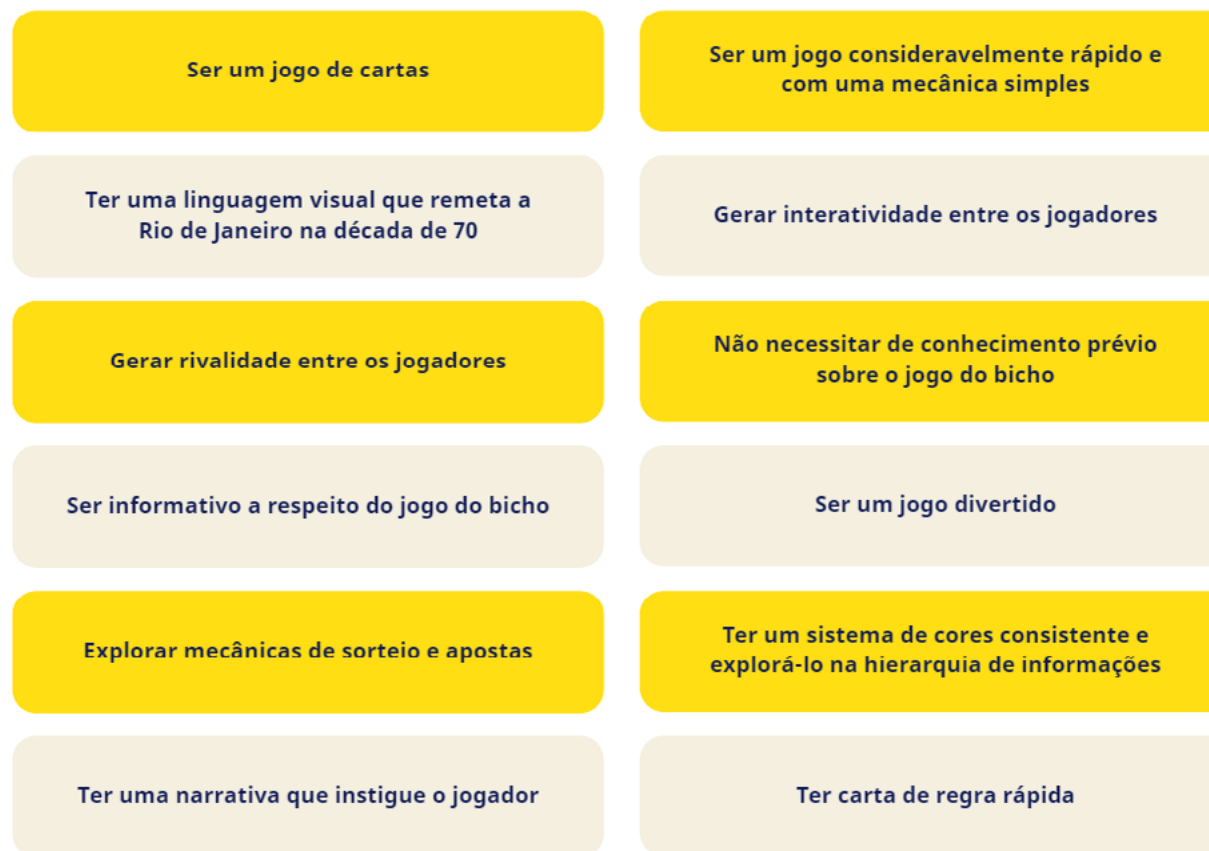 Ser um jogo de cartas
Ser um jogo consideravelmente rápido e
com uma mecânica simples
Ter uma linguagem visual que remeta a
Rio de Janeiro na década de 70
Gerar interatividade entre os jogadores
Gerar rivalidade entre os jogadores
Não necessitar de conhecimento prévio
sobre o jogo do bicho
Ser informativo a respeito do jogo do bicho
Ser um jogo divertido
Explorar mecânicas de sorteio e apostas
Ter um sistema de cores consistente e
explorá-lo na hierarquia de informações
Ter uma narrativa que instigue o jogador
Ter carta de regra rápida